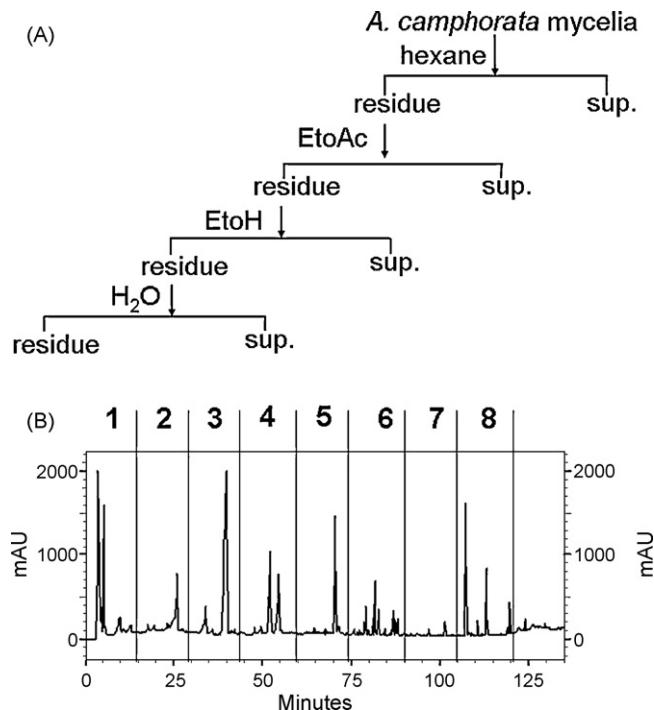 (A)
A. camphorata mycelia
hexane
residue sup.
EtoAc
residue sup.
EtoH
residue sup.
H₂O
residue sup.
(B)
1 2 3 4 5 6 7 8
2000 2000
1000 1000
0 0
mAU mAU
0 25 50 75 100 125
Minutes